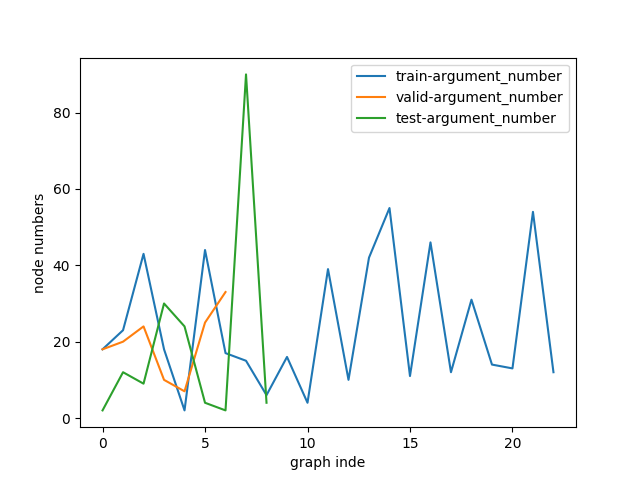 train-argument_number
valid-argument_number
test-argument_number
80
60
40
20
0
node numbers
0 5 10 15 20
graph inde